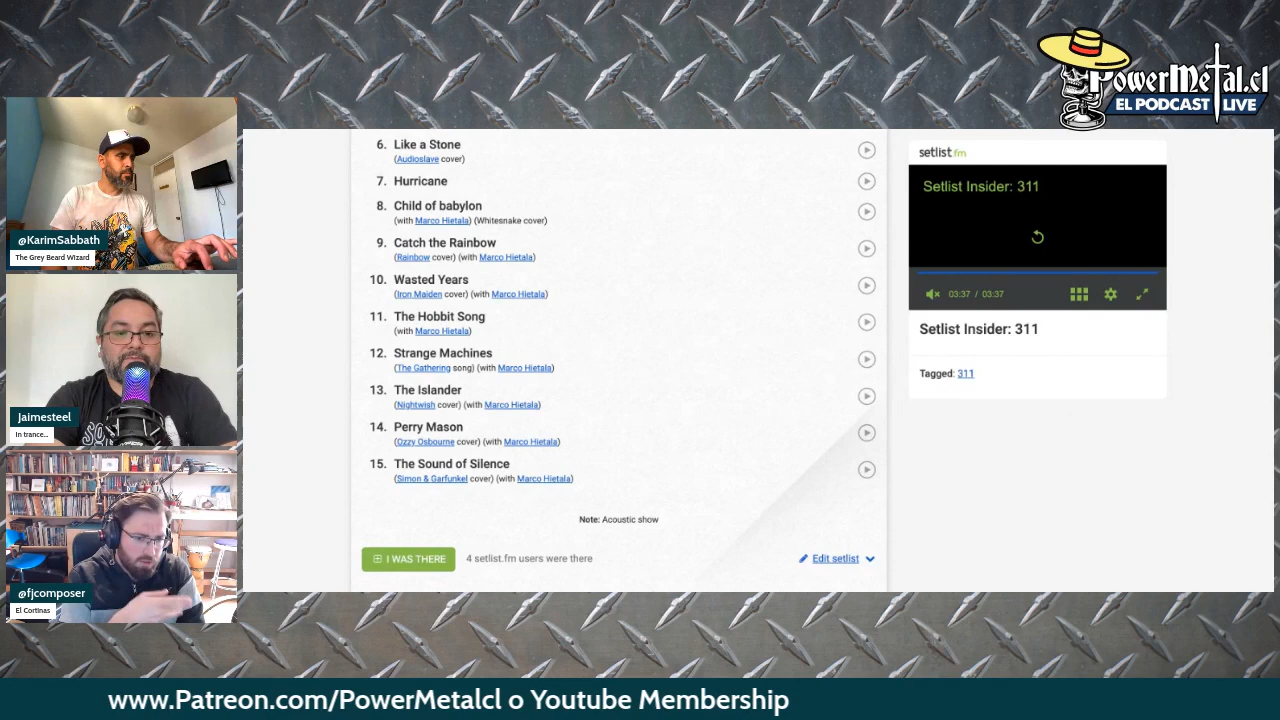 PowerMetal.cl
EL PODCAST LIVE
@KarimSabbath
The Grey Beard Wizard
Jaimesteel
In trance...
@fjcomposer
El Cortinas
6. Like a Stone
(Audioslave cover)
7. Hurricane
8. Child of babylon
(with Marco Hietala) (Whitesnake cover)
9. Catch the Rainbow
(Rainbow cover) (with Marco Hietala)
10. Wasted Years
(Iron Maiden cover) (with Marco Hietala)
11. The Hobbit Song
(with Marco Hietala)
12. Strange Machines
(The Gathering song) (with Marco Hietala)
13. The Islander
(Nightwish cover) (with Marco Hietala)
14. Perry Mason
(Ozzy Osbourne cover) (with Marco Hietala)
15. The Sound of Silence
(Simon & Garfunkel cover) (with Marco Hietala)
Note: Acoustic show
I WAS THERE 4 setlist.fm users were there Edit setlist
setlist.fm
Setlist Insider: 311
03:37 / 03:37
Setlist Insider: 311
Tagged: 311
www.Patreon.com/PowerMetalcl o Youtube Membership